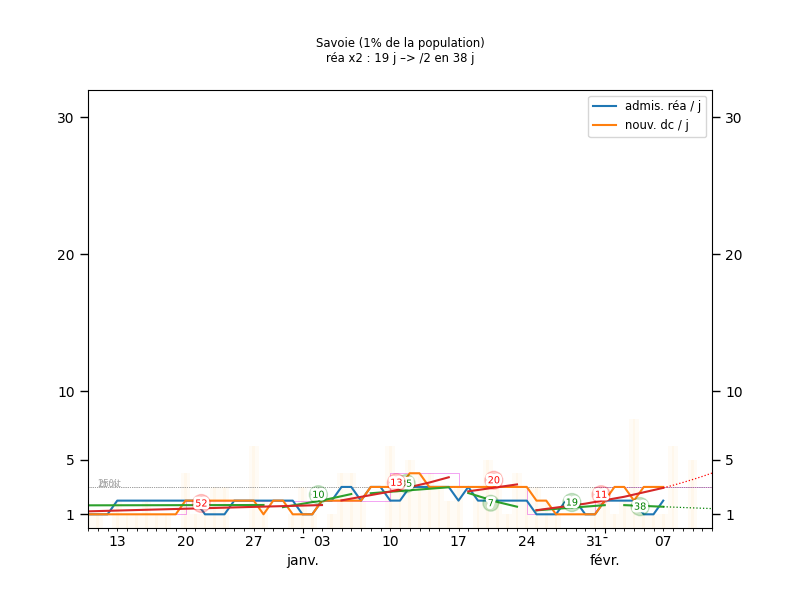 Savoie (1% de la population)
réa x2 : 19 j –> /2 en 38 j
admis. réa / j
nouv. dc / j
30 30
20 20
10 10
5 5
1 1
52 10 13 20 7 19 11 38
13 20 27 - 03 10 17 24 31- 07
janv. févr.